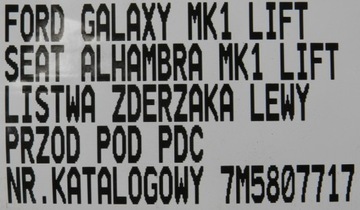 FORD GALAXY MK1 LIFT
SEAT ALHAMBRA MK1 LIFT
LISTWA ZDERZAKA LEWY
PRZOD POD PDC
NR.KATALOGOWY 7M5807717